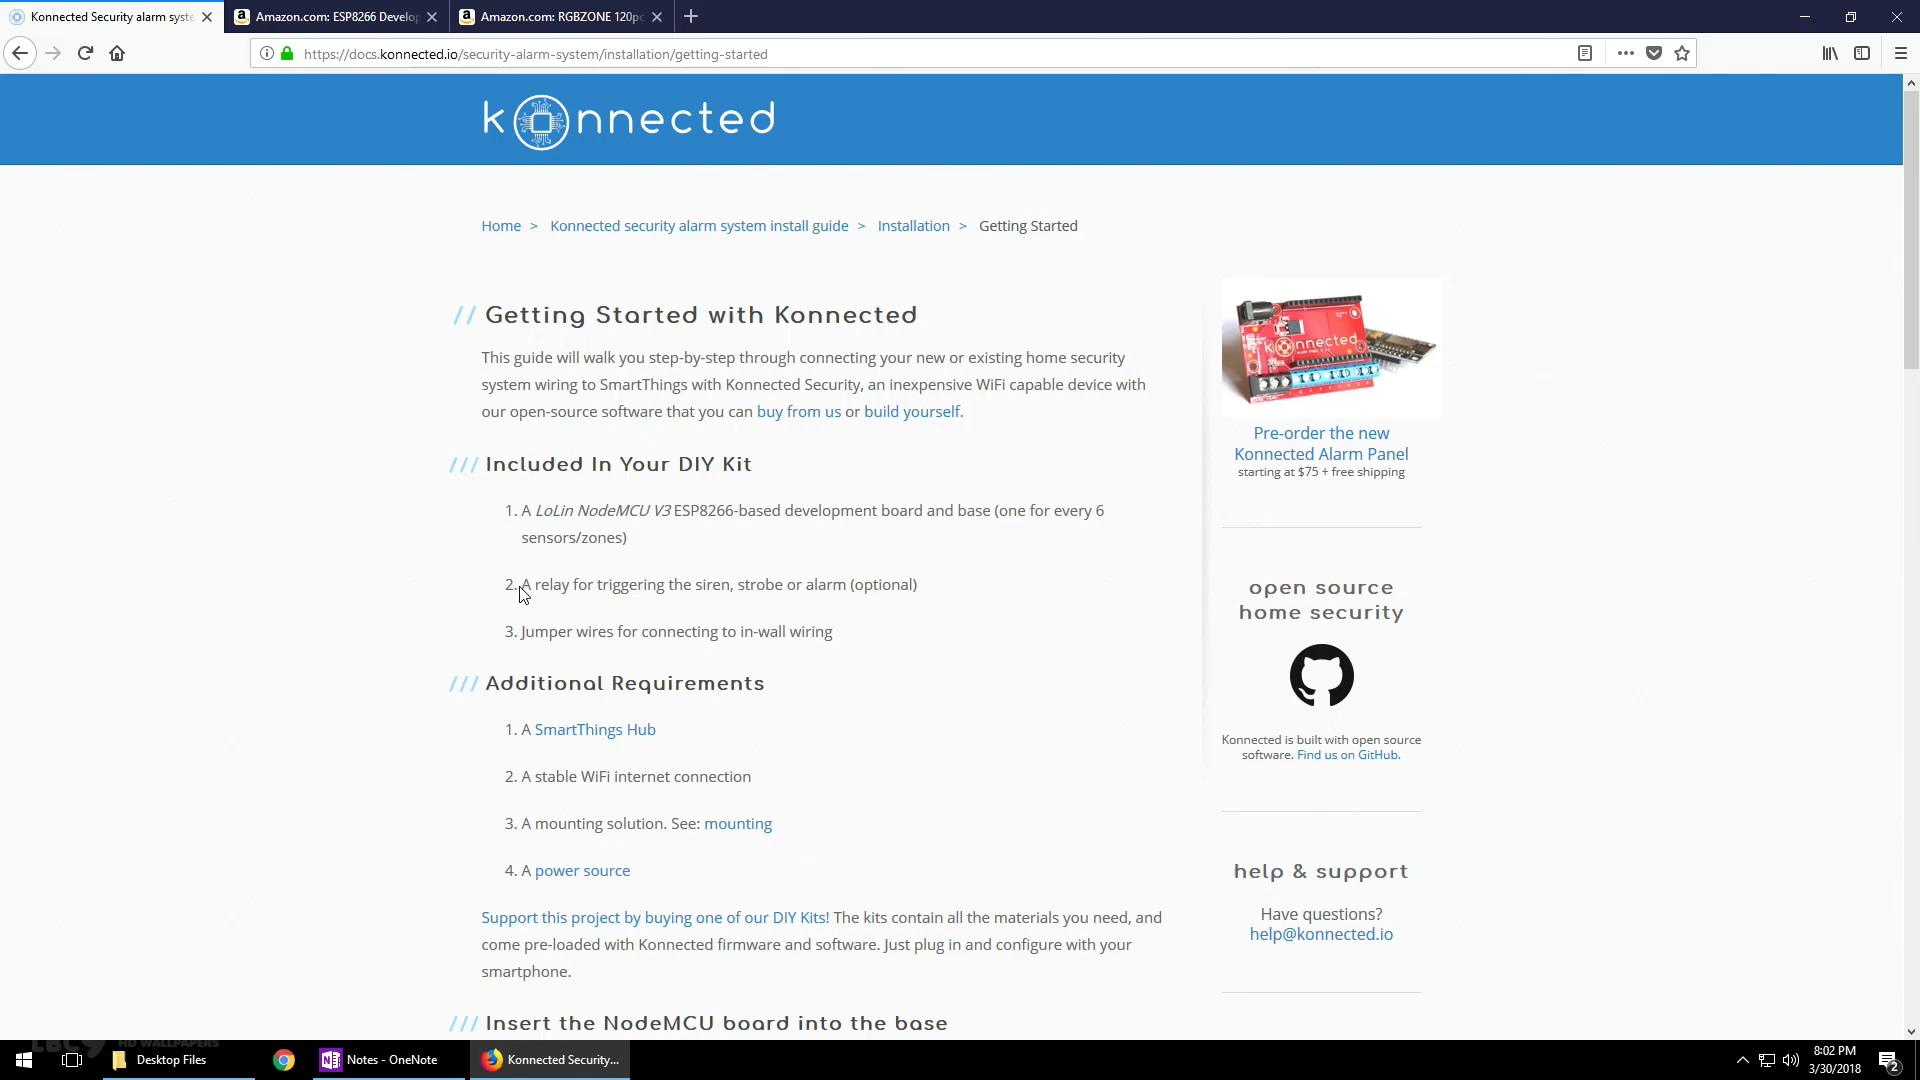 Konnected Security alarm syste
Amazon.com: ESP8266 Develop
Amazon.com: RGBZONE 120pc
https://docs.konnected.io/security-alarm-system/installation/getting-started
konnected
Home > Konnected security alarm system install guide > Installation > Getting Started
// Getting Started with Konnected
This guide will walk you step-by-step through connecting your new or existing home security
system wiring to SmartThings with Konnected Security, an inexpensive WiFi capable device with
our open-source software that you can buy from us or build yourself.
/// Included In Your DIY Kit
1. A LoLin NodeMCU V3 ESP8266-based development board and base (one for every 6
sensors/zones)
2. A relay for triggering the siren, strobe or alarm (optional)
3. Jumper wires for connecting to in-wall wiring
/// Additional Requirements
1. A SmartThings Hub
2. A stable WiFi internet connection
3. A mounting solution. See: mounting
4. A power source
Support this project by buying one of our DIY Kits! The kits contain all the materials you need, and
come pre-loaded with Konnected firmware and software. Just plug in and configure with your
smartphone.
/// Insert the NodeMCU board into the base
konnected
Pre-order the new
Konnected Alarm Panel
starting at $75 + free shipping
open source
home security
Konnected is built with open source
software. Find us on GitHub.
help & support
Have questions?
help@konnected.io
HD WALLPAPERS
Desktop Files
Notes - OneNote
Konnected Security...
8:02 PM
3/30/2018
2